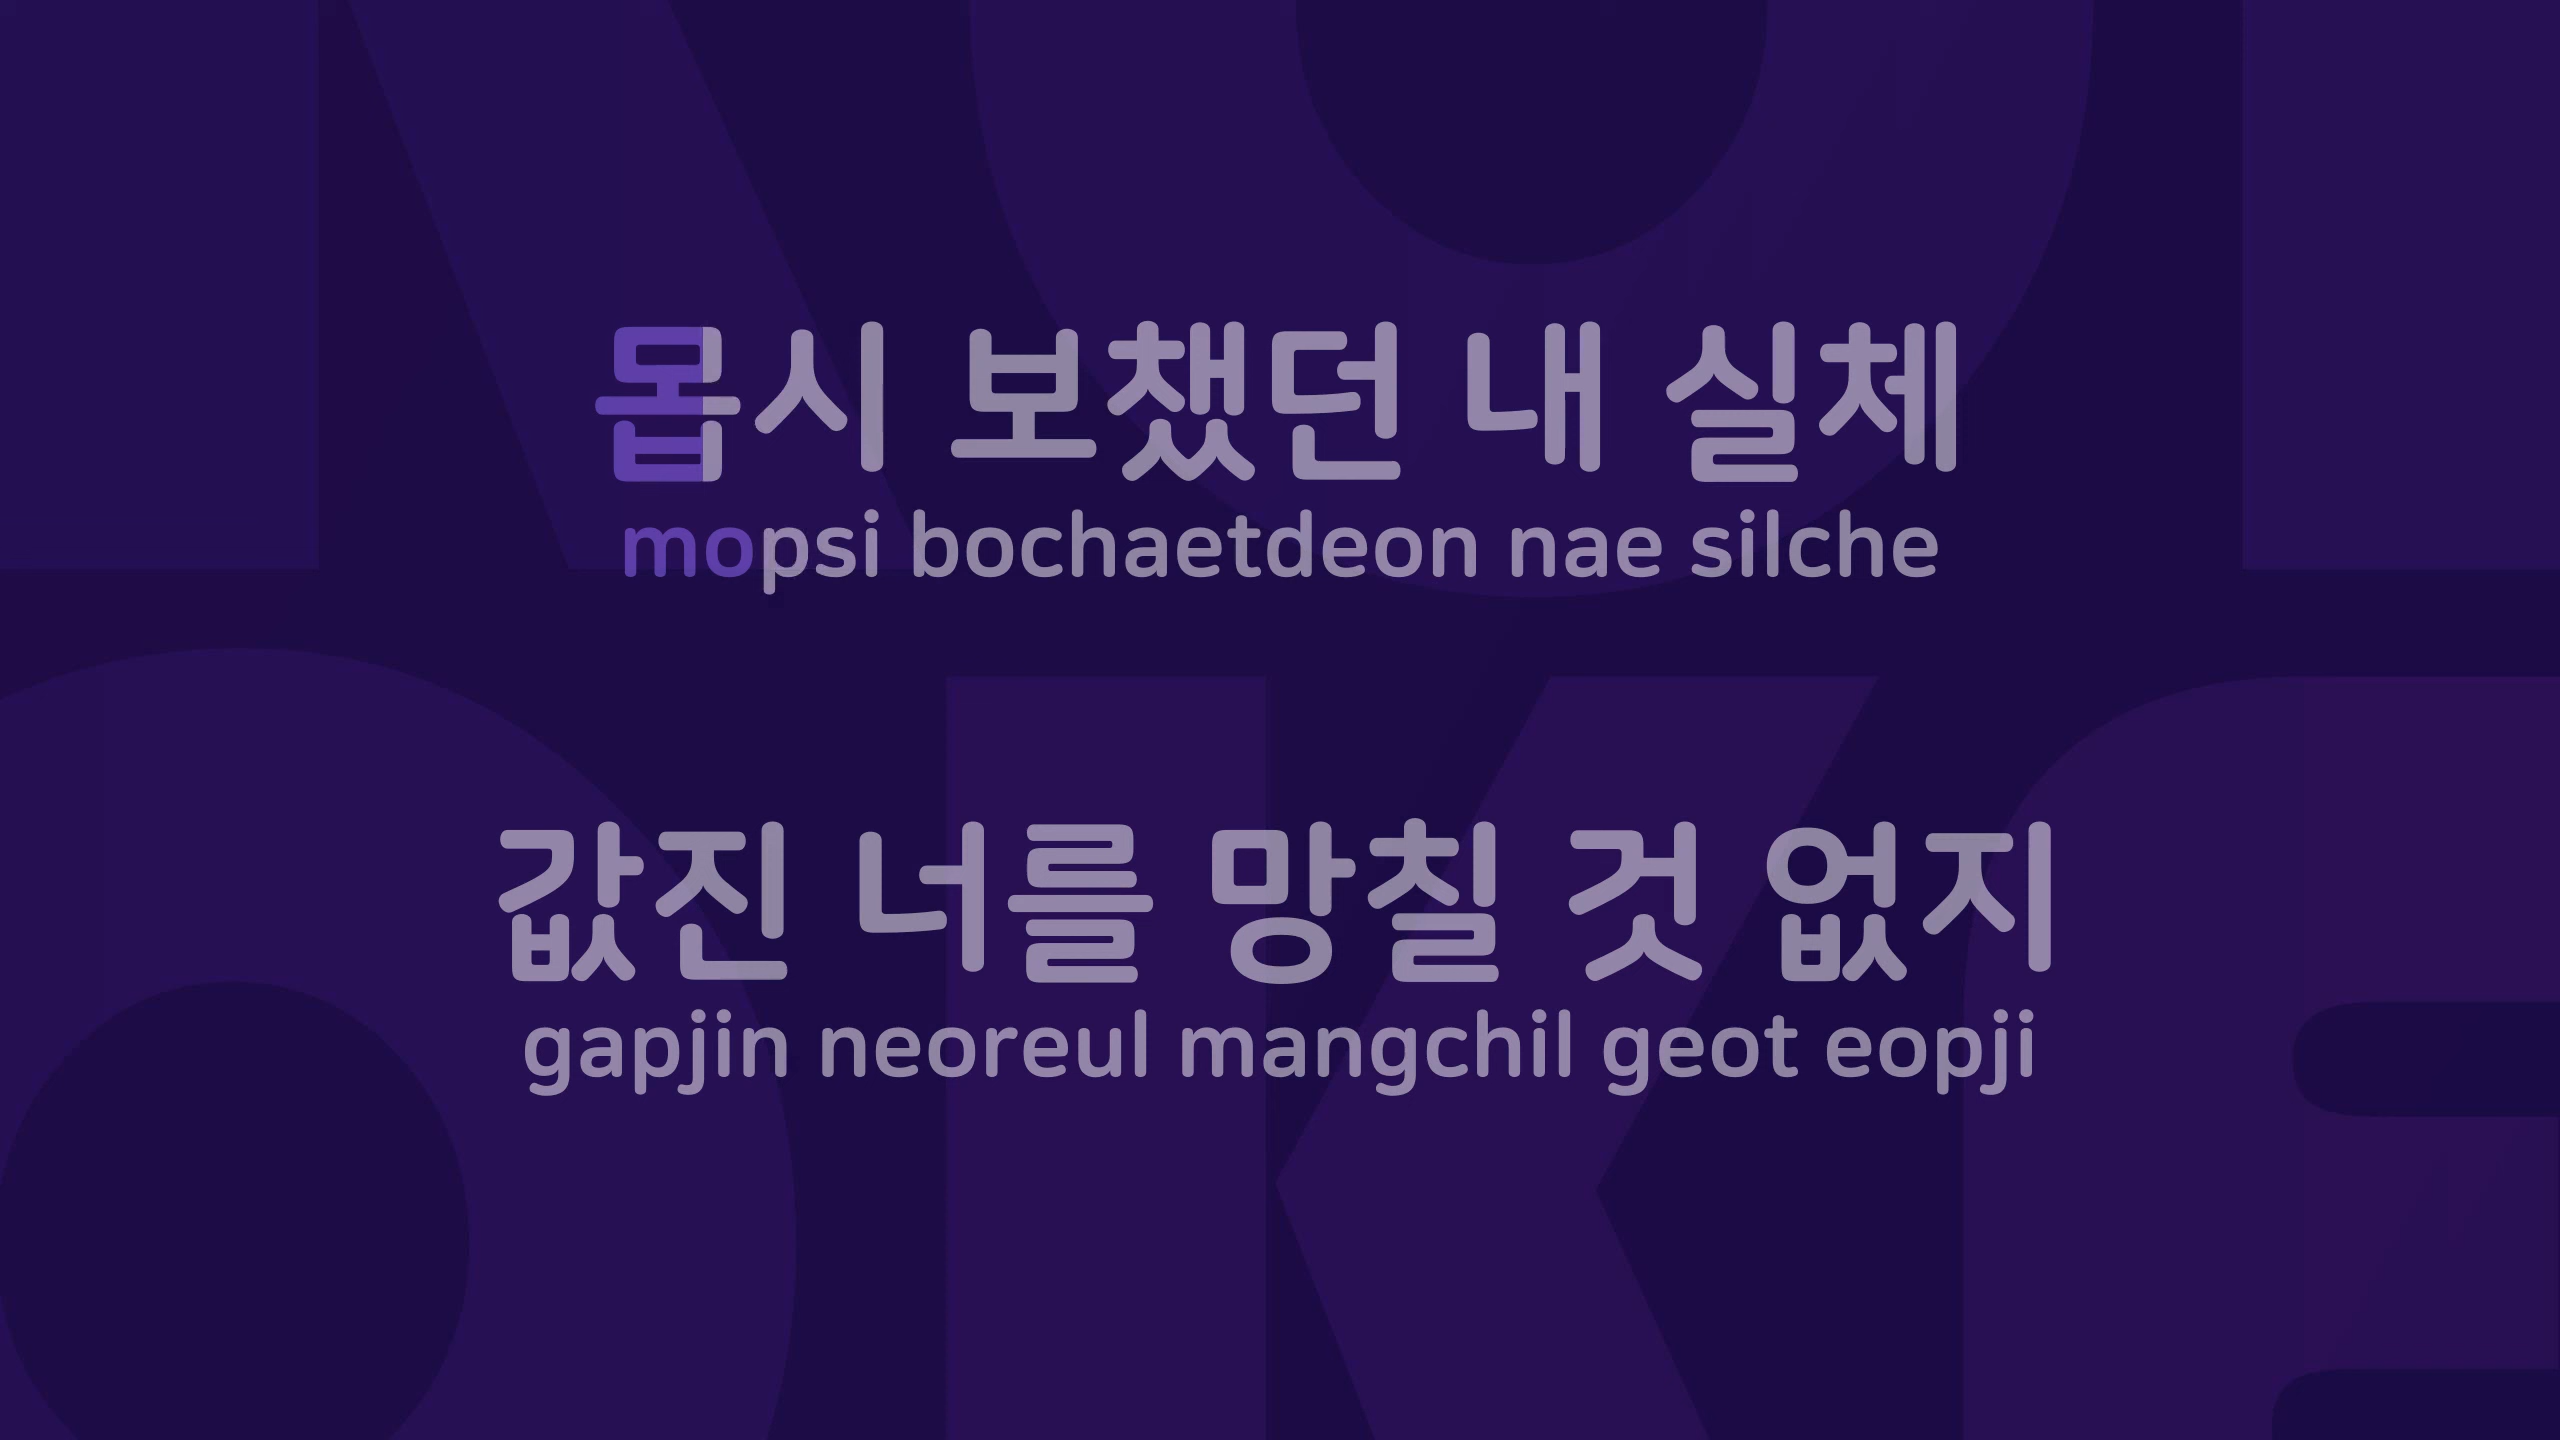 몹시 보챘던 내 실체
mopsi bochaetdeon nae silche
값진 너를 망칠 것 없지
gapjin neoreul mangchil geot eopji